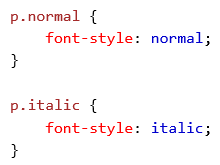 p.normal {
    font-style: normal;
}

p.italic {
    font-style: italic;
}